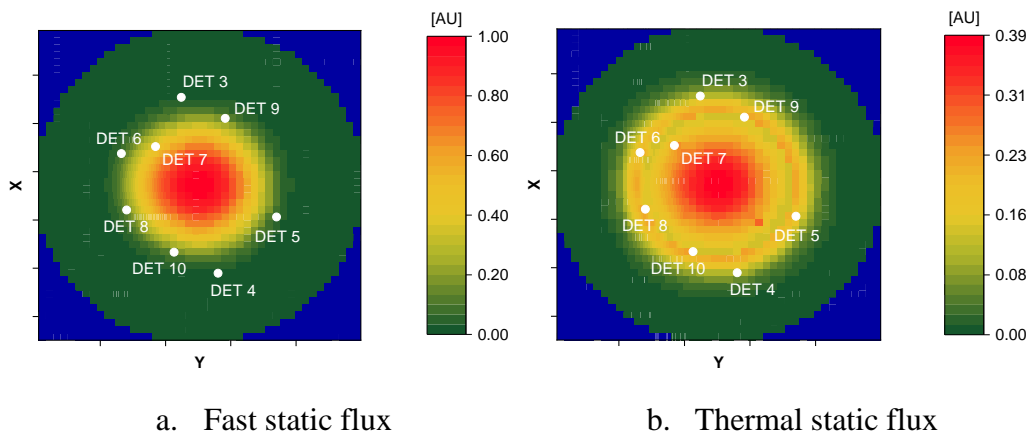 [AU]
DET 3
DET 9
DET 6
DET 7
DET 8
DET 5
DET 10
DET 4
X
Y
1.00
0.80
0.60
0.40
0.20
0.00
a. Fast static flux
[AU]
DET 3
DET 9
DET 6
DET 7
DET 8
DET 5
DET 10
DET 4
X
Y
0.39
0.31
0.23
0.16
0.08
0.00
b. Thermal static flux